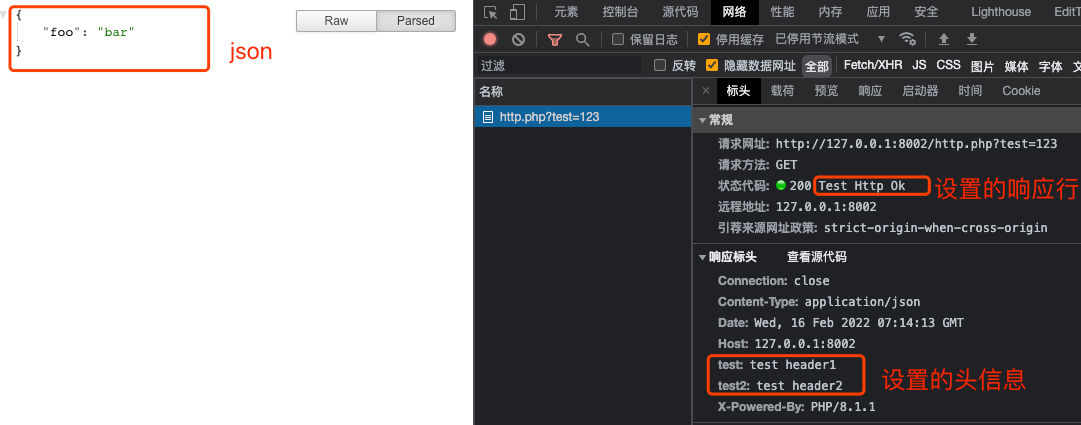 {
"foo": "bar"
}
json
Raw Parsed
元素 控制台 源代码 网络 性能 内存 应用 安全 Lighthouse EditT
保留日志 停用缓存 已停用节流模式
过滤 反转 隐藏数据网址 全部 Fetch/XHR JS CSS 图片 媒体 字体
名称
http.php?test=123
× 标头 载荷 预览 响应 启动器 时间 Cookie
常规
请求网址: http://127.0.0.1:8002/http.php?test=123
请求方法: GET
状态代码: 200 Test Http Ok 设置的响应行
远程地址: 127.0.0.1:8002
引荐来源网址政策: strict-origin-when-cross-origin
响应标头 查看源代码
Connection: close
Content-Type: application/json
Date: Wed, 16 Feb 2022 07:14:13 GMT
Host: 127.0.0.1:8002
test: test header1
test2: test header2
设置的头信息
X-Powered-By: PHP/8.1.1